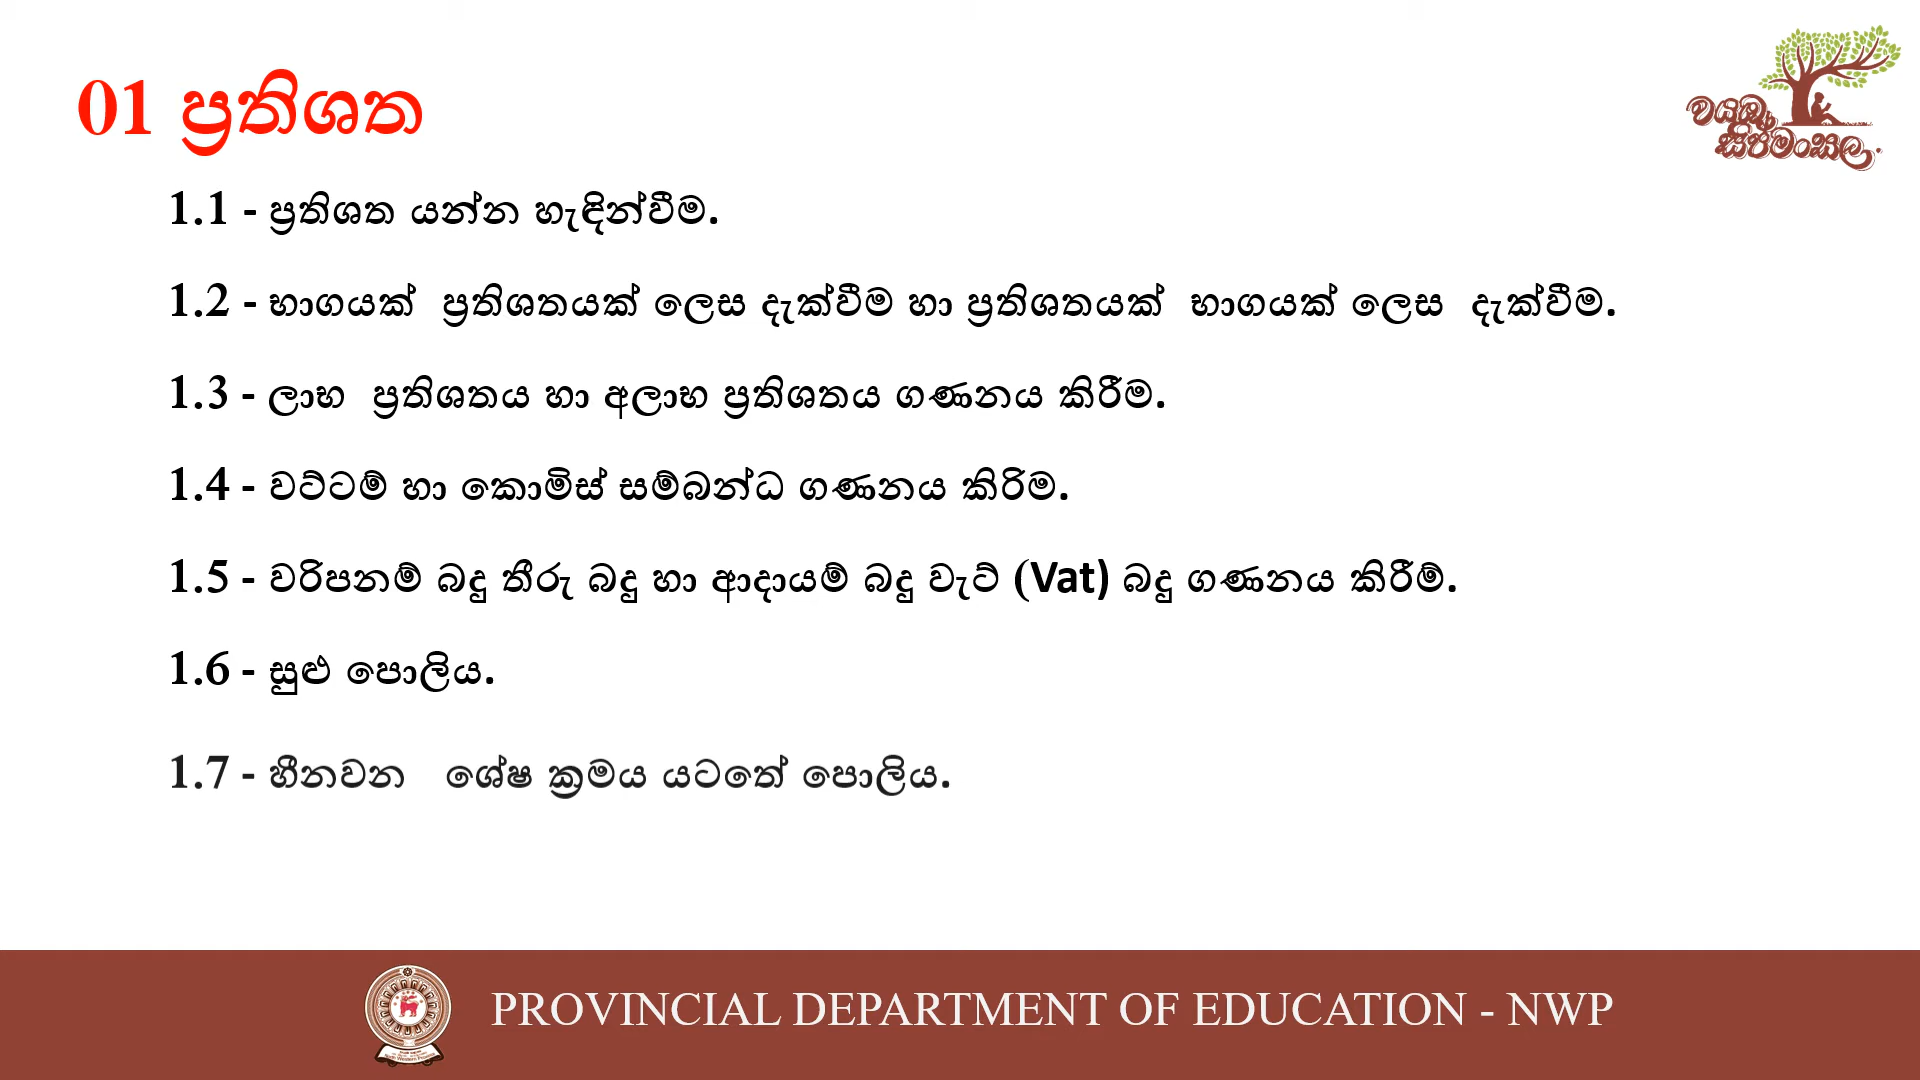 වයඹ සිප්මංසල
01 ප්‍රතිශත
1.1 - ප්‍රතිශත යන්න හැඳින්වීම.
1.2 - භාගයක් ප්‍රතිශතයක් ලෙස දැක්වීම හා ප්‍රතිශතයක් භාගයක් ලෙස දැක්වීම.
1.3 - ලාභ ප්‍රතිශතය හා අලාභ ප්‍රතිශතය ගණනය කිරීම.
1.4 - වට්ටම් හා කොමිස් සම්බන්ධ ගණනය කිරිම.
1.5 - වරිපනම් බදු තීරු බදු හා ආදායම් බදු වැට් (Vat) බදු ගණනය කිරීම්.
1.6 - සුළු පොලිය.
1.7 - හීනවන ශේෂ ක්‍රමය යටතේ පොලිය.
PROVINCIAL DEPARTMENT OF EDUCATION - NWP